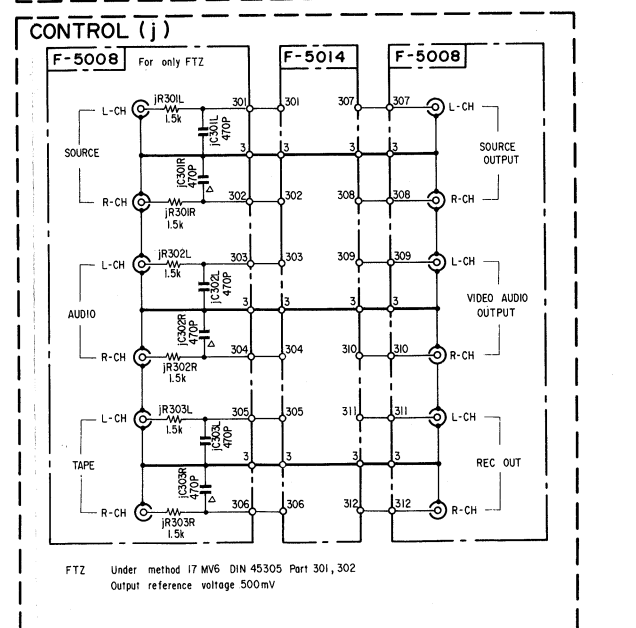 CONTROL (j)
F-5008 For only FTZ F-5014 F-5008
jR301L 301 301 307 307
L-CH 1.5k L-CH
jC301L
470P
SOURCE 3 3 3 3 SOURCE
OUTPUT
jC301R
470P
R-CH 302 302 308 308 R-CH
jR301R
1.5k
jR302L 303 303 309 309
L-CH 1.5k L-CH
jC302L
470P
AUDIO 3 3 3 3 VIDEO AUDIO
OUTPUT
jC302R
470P
R-CH 304 304 310 310 R-CH
jR302R
1.5k
jR303L 305 305 311 311
L-CH 1.5k L-CH
jC303L
470P
TAPE 3 3 3 3 REC OUT
jC303R
470P
R-CH 306 306 312 312 R-CH
jR303R
1.5k
FTZ Under method 17 MV6 DIN 45305 Part 301, 302
Output reference voltage 500mV